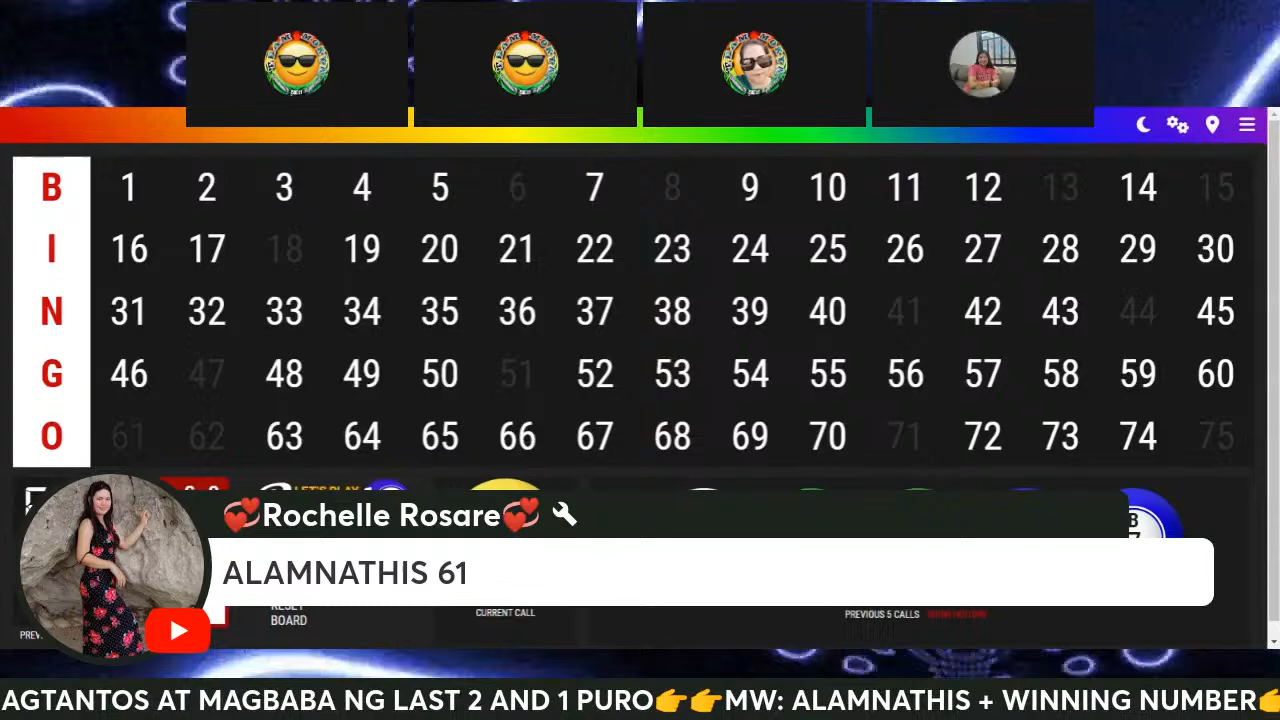 B 1 2 3 4 5 6 7 8 9 10 11 12 13 14 15
I 16 17 18 19 20 21 22 23 24 25 26 27 28 29 30
N 31 32 33 34 35 36 37 38 39 40 41 42 43 44 45
G 46 47 48 49 50 51 52 53 54 55 56 57 58 59 60
O 61 62 63 64 65 66 67 68 69 70 71 72 73 74 75
LET'S PLAY
B
💞Rochelle Rosare💞 🔧
ALAMNATHIS 61
RESET
BOARD
CURRENT CALL
PREVIOUS 5 CALLS
AGTANTOS AT MAGBABA NG LAST 2 AND 1 PURO👉👉MW: ALAMNATHIS + WINNING NUMBER👉